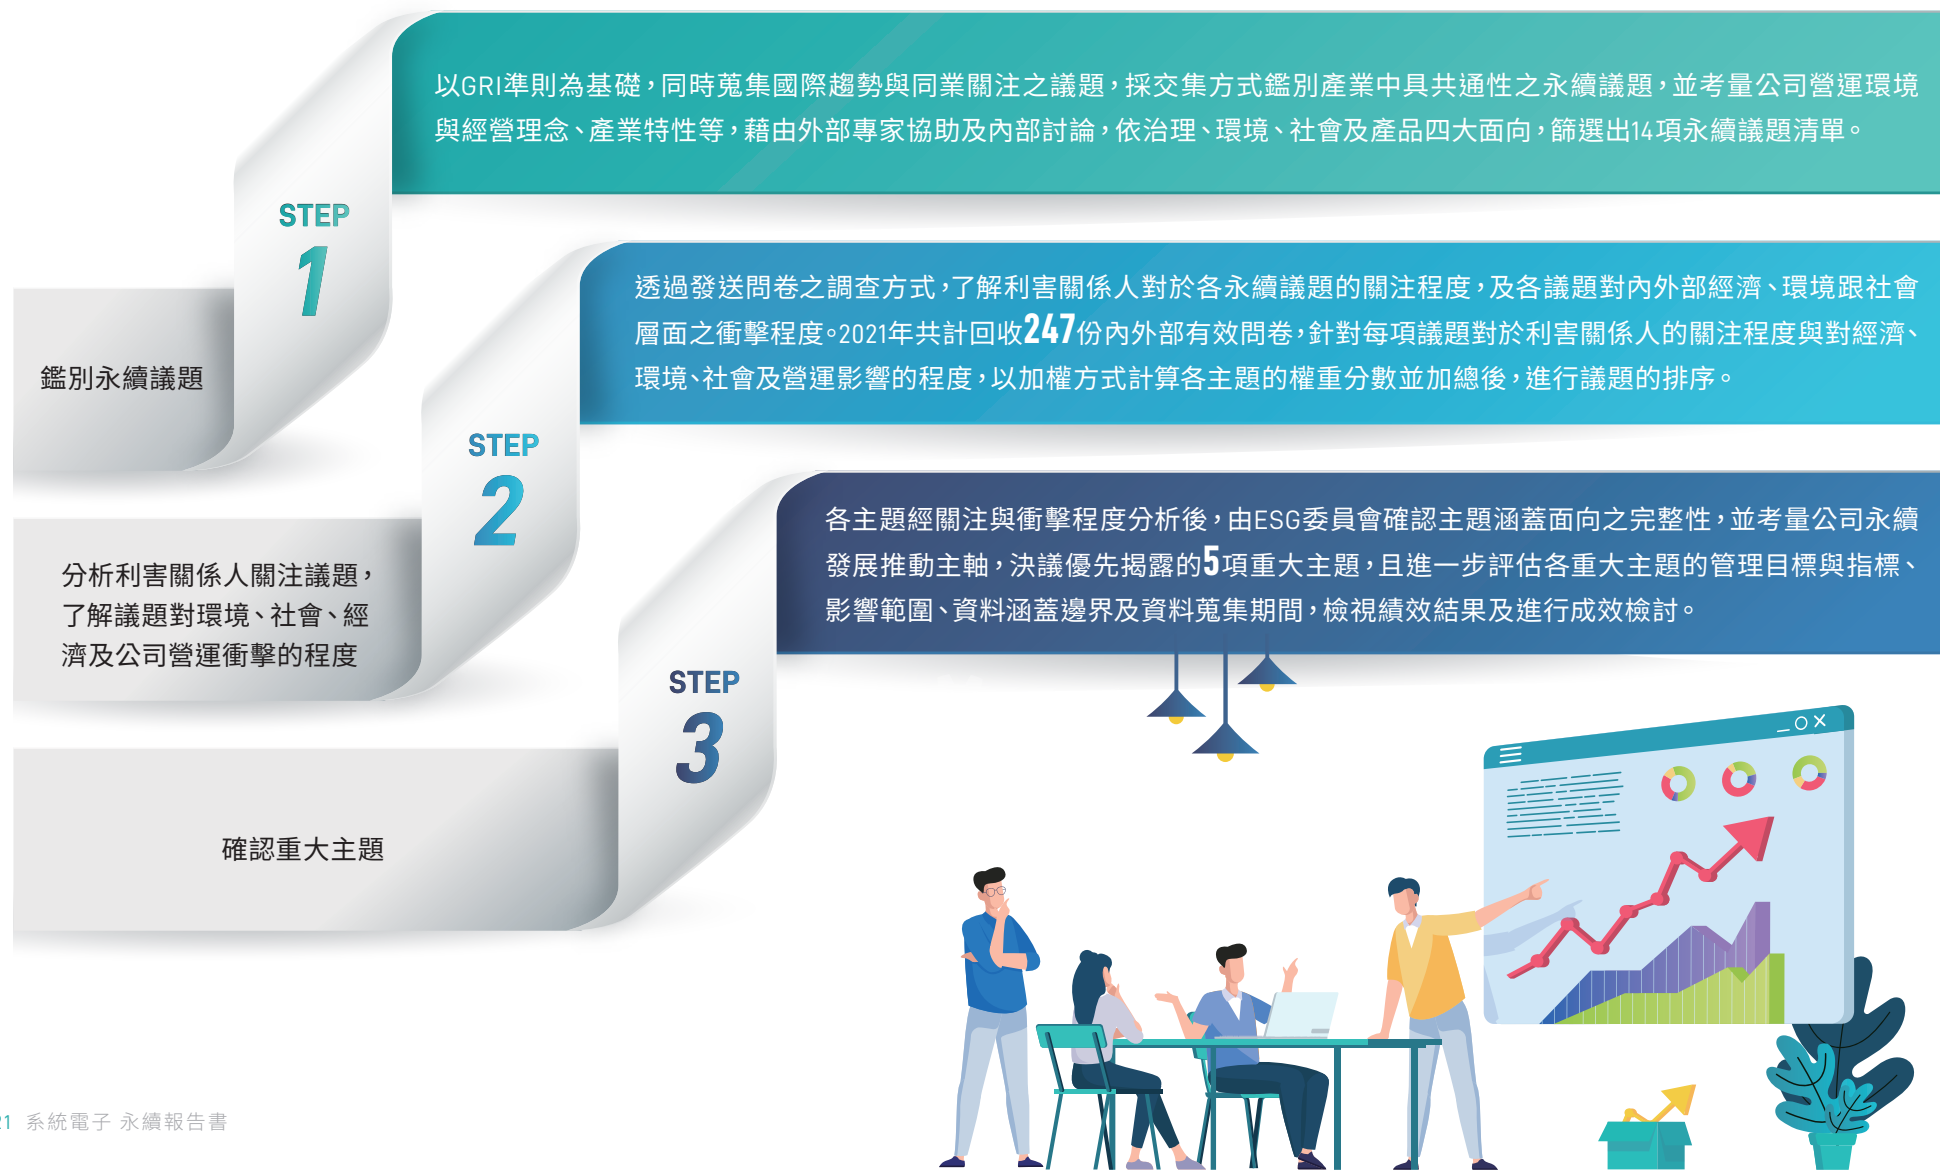 以GRI準則為基礎，同時蒐集國際趨勢與同業關注之議題，採交集方式鑑別產業中具共通性之永續議題，並考量公司營運環境
與經營理念、產業特性等，藉由外部專家協助及內部討論，依治理、環境、社會及產品四大面向，篩選出14項永續議題清單。
STEP
1
鑑別永續議題
透過發送問卷之調查方式，了解利害關係人對於各永續議題的關注程度，及各議題對內外部經濟、環境跟社會
層面之衝擊程度。2021年共計回收247份內外部有效問卷，針對每項議題對於利害關係人的關注程度與對經濟、
環境、社會及營運影響的程度，以加權方式計算各主題的權重分數並加總後，進行議題的排序。
STEP
2
分析利害關係人關注議題，
了解議題對環境、社會、經
濟及公司營運衝擊的程度
各主題經關注與衝擊程度分析後，由ESG委員會確認主題涵蓋面向之完整性，並考量公司永續
發展推動主軸，決議優先揭露的5項重大主題，且進一步評估各重大主題的管理目標與指標、
影響範圍、資料涵蓋邊界及資料蒐集期間，檢視績效結果及進行成效檢討。
STEP
3
確認重大主題
21 系統電子 永續報告書